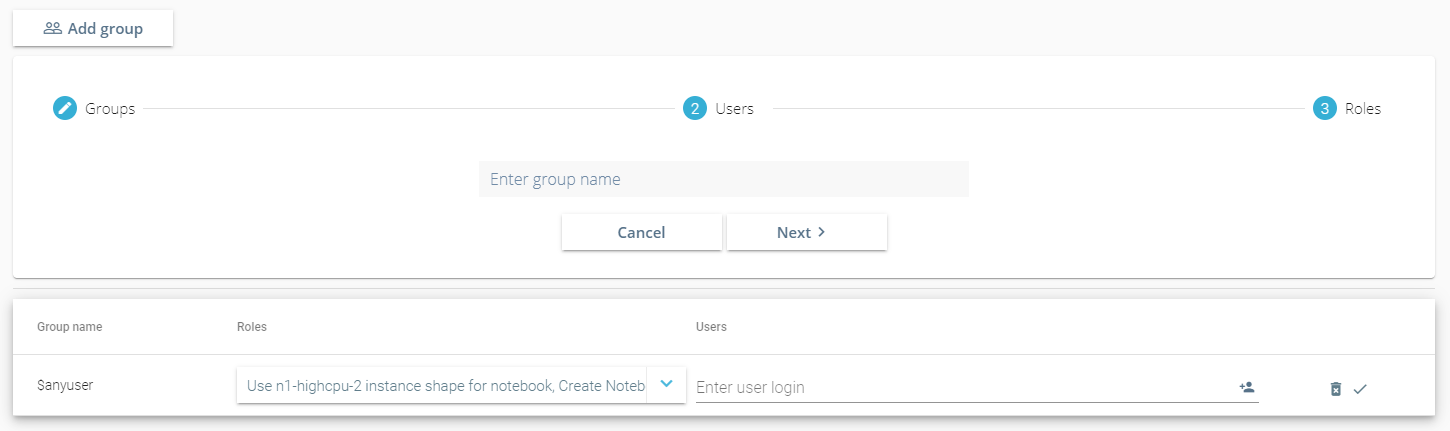 Add group
Groups
2 Users
3 Roles
Enter group name
Cancel
Next
Group name Roles Users
$anyuser Use n1-highcpu-2 instance shape for notebook, Create Noteb Enter user login